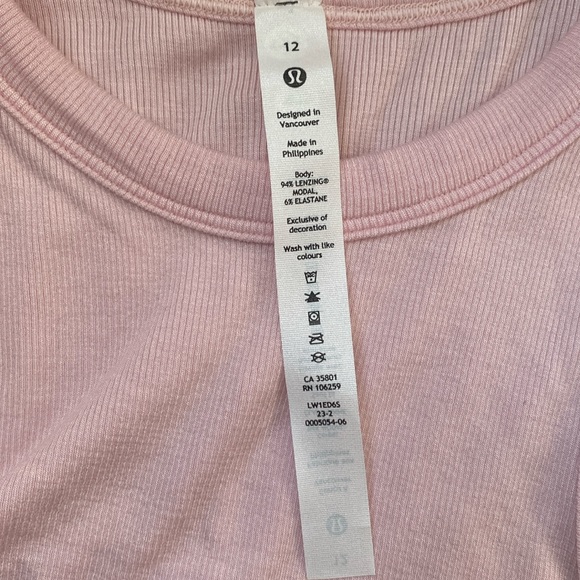 12
Designed in
Vancouver
Made in
Philippines
Body:
94% LENZING®
MODAL,
6% ELASTANE
Exclusive of
decoration
Wash with like
colours
CA 35801
RN 106259
LW1ED6S
23-2
0005054-06
12